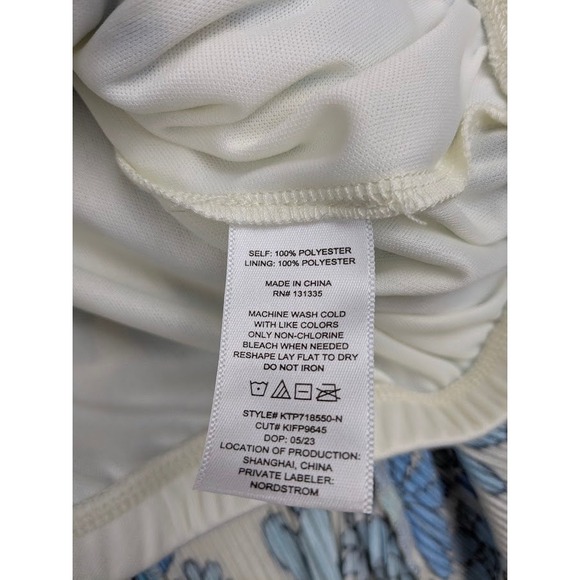 SELF: 100% POLYESTER
LINING: 100% POLYESTER
MADE IN CHINA
RN# 131335
MACHINE WASH COLD
WITH LIKE COLORS
ONLY NON-CHLORINE
BLEACH WHEN NEEDED
RESHAPE LAY FLAT TO DRY
DO NOT IRON
STYLE# KTP718550-N
CUT# KIFP9645
DOP: 05/23
LOCATION OF PRODUCTION:
SHANGHAI, CHINA
PRIVATE LABELER:
NORDSTROM